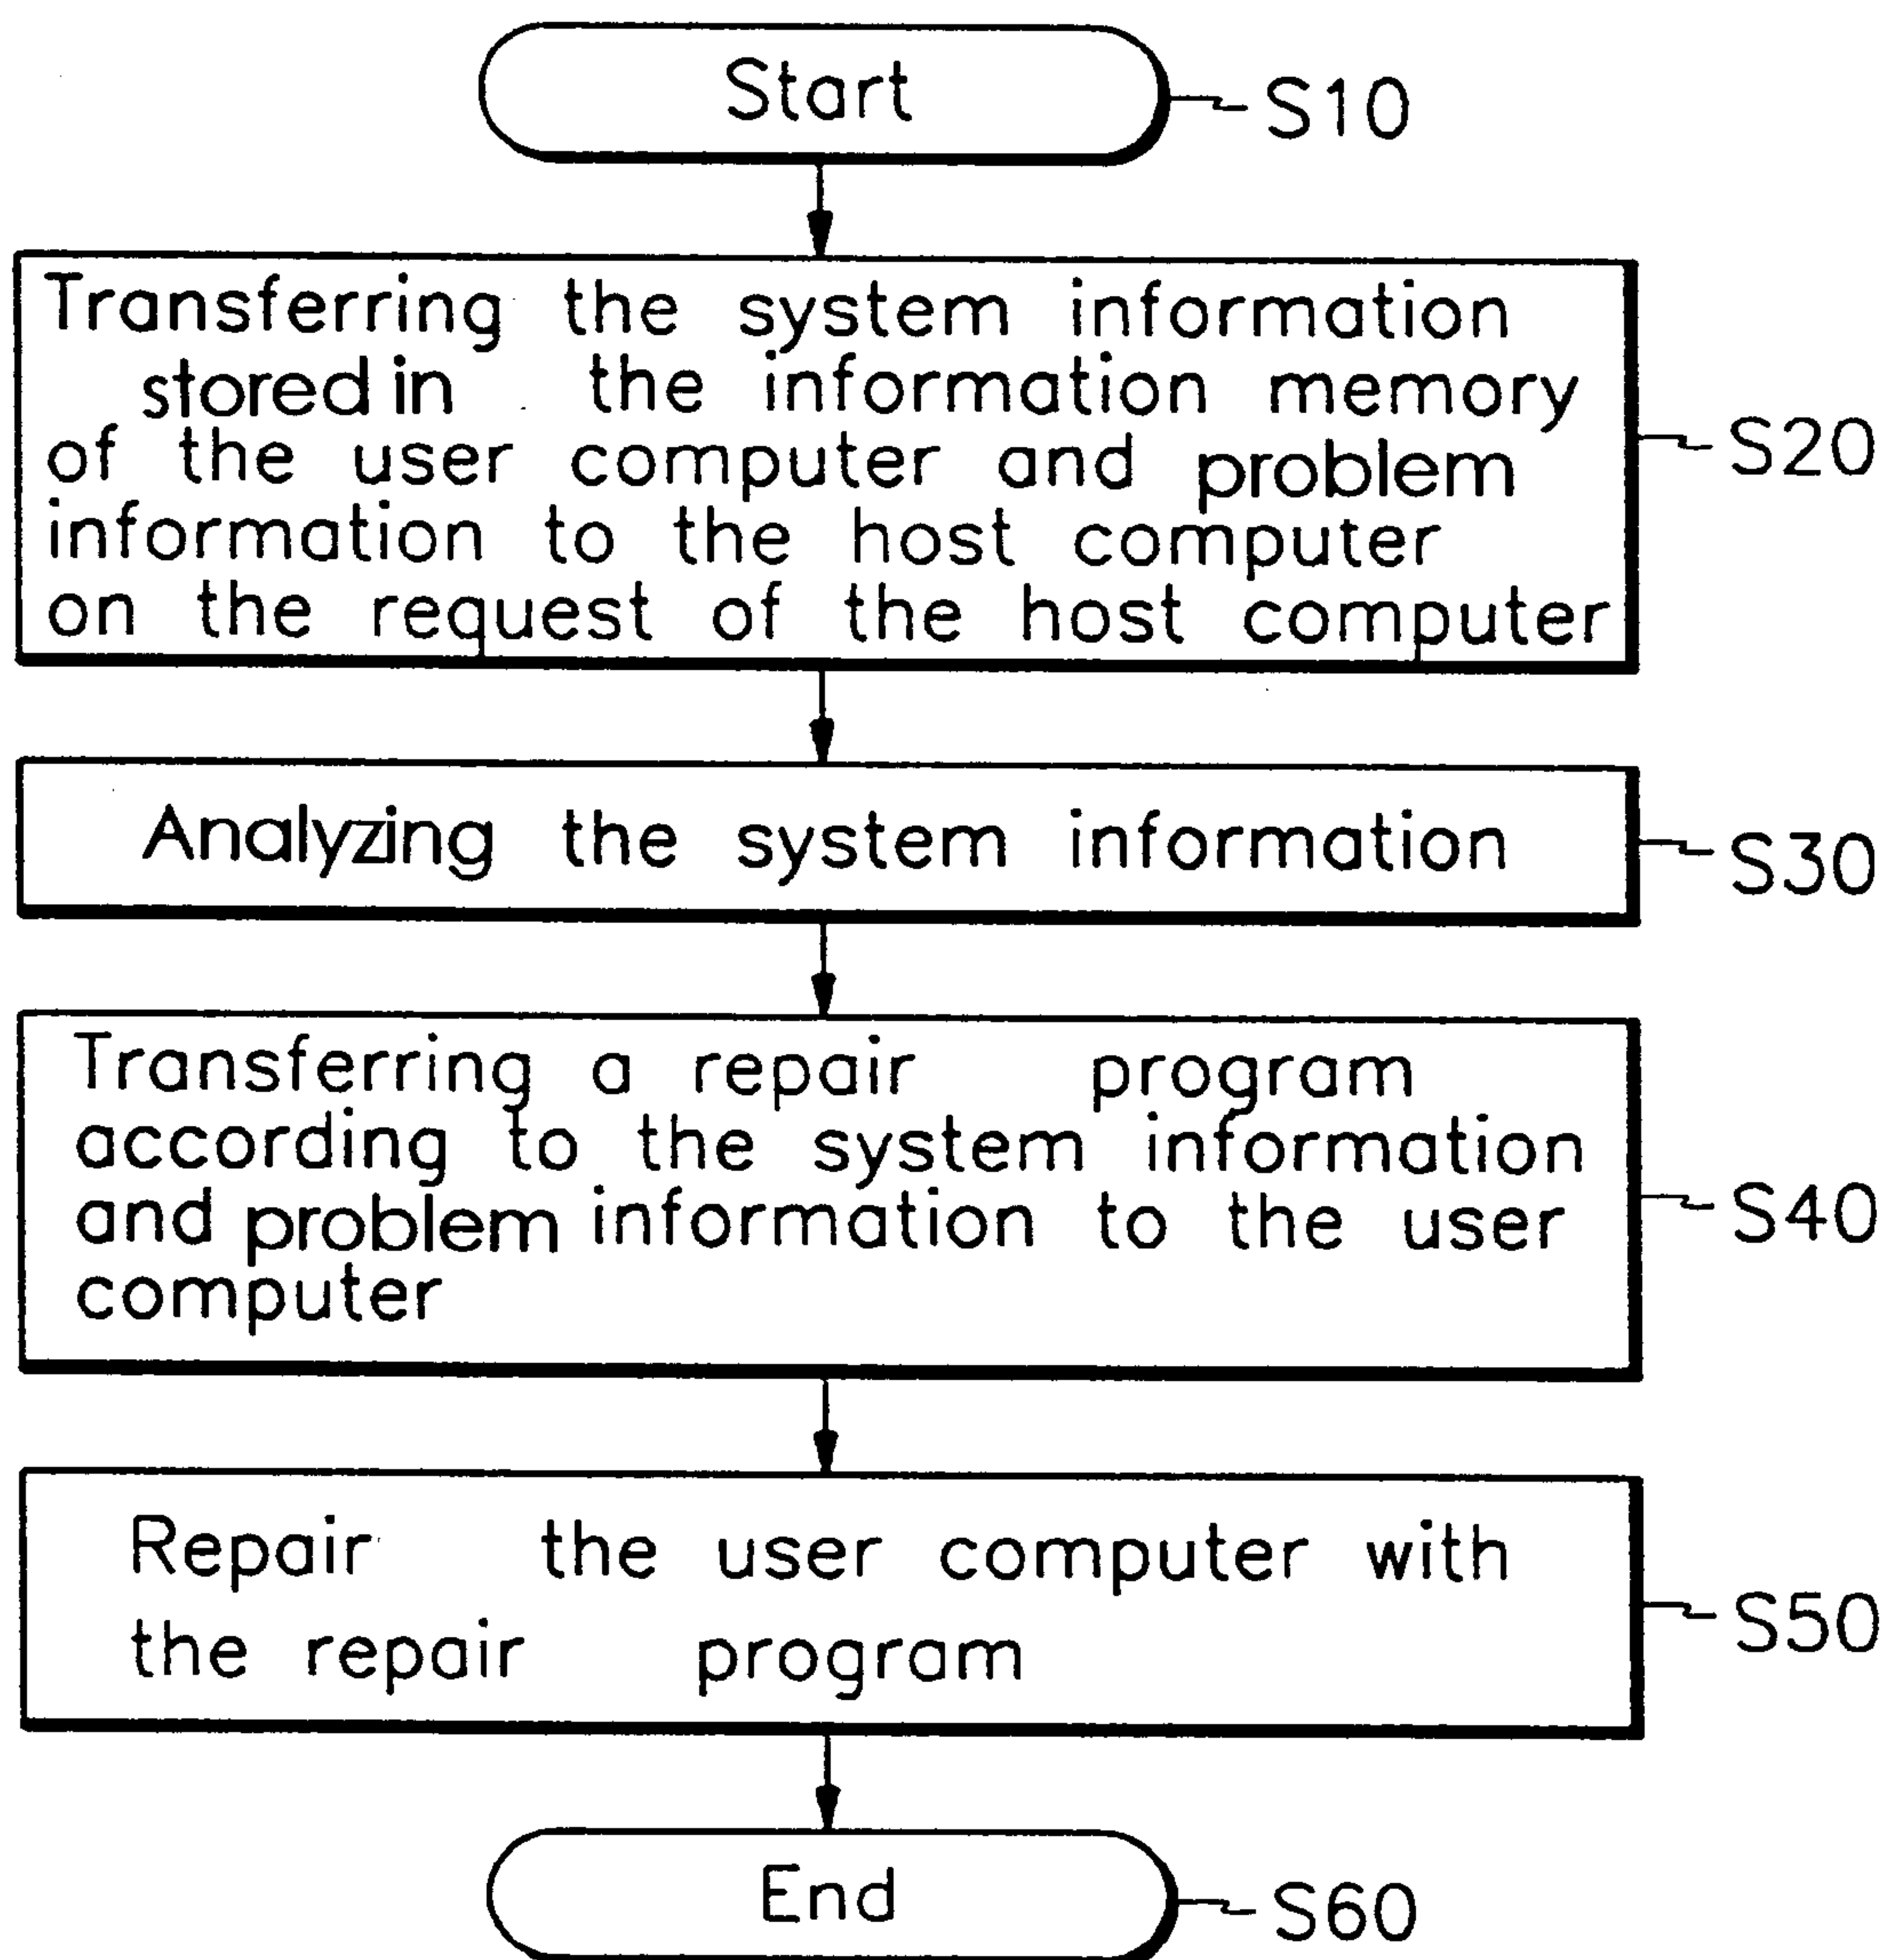 Start
S10
Transferring the system information
stored in the information memory
of the user computer and problem
information to the host computer
on the request of the host computer
S20
Analyzing the system information
S30
Transferring a repair program
according to the system information
and problem information to the user
computer
S40
Repair the user computer with
the repair program
S50
End
S60